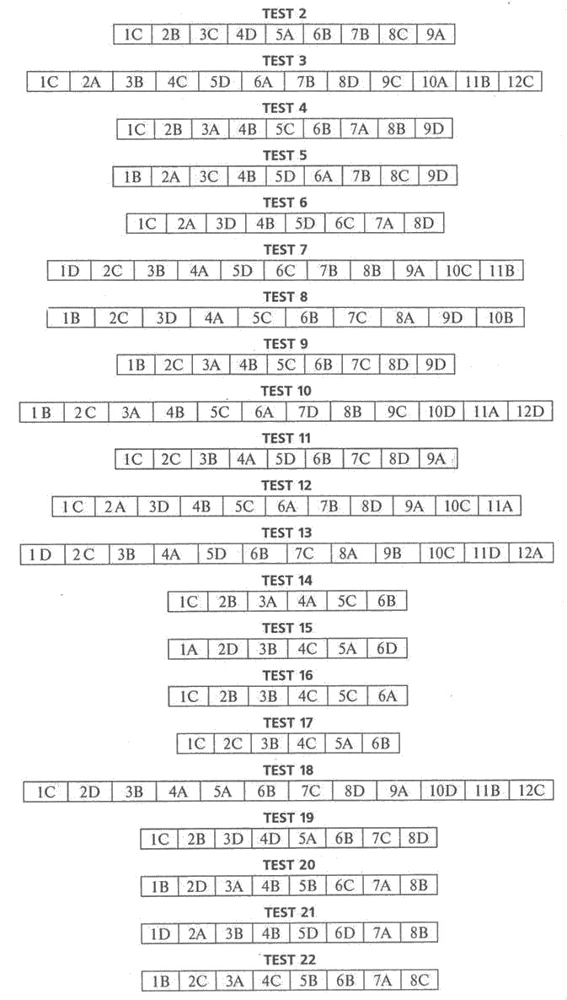 TEST 2
1C 2B 3C 4D 5A 6B 7B 8C 9A
TEST 3
1C 2A 3B 4C 5D 6A 7B 8D 9C 10A 11B 12C
TEST 4
1C 2B 3A 4B 5C 6B 7A 8B 9D
TEST 5
1B 2A 3C 4B 5D 6A 7B 8C 9D
TEST 6
1C 2A 3D 4B 5D 6C 7A 8D
TEST 7
1D 2C 3B 4A 5D 6C 7B 8B 9A 10C 11B
TEST 8
1B 2C 3D 4A 5C 6B 7C 8A 9D 10B
TEST 9
1B 2C 3A 4B 5C 6B 7C 8D 9D
TEST 10
1B 2C 3A 4B 5C 6A 7D 8B 9C 10D 11A 12D
TEST 11
1C 2C 3B 4A 5D 6B 7C 8D 9A
TEST 12
1C 2A 3D 4B 5C 6A 7B 8D 9A 10C 11A
TEST 13
1D 2C 3B 4A 5D 6B 7C 8A 9B 10C 11D 12A
TEST 14
1C 2B 3A 4A 5C 6B
TEST 15
1A 2D 3B 4C 5A 6D
TEST 16
1C 2B 3B 4C 5C 6A
TEST 17
1C 2C 3B 4C 5A 6B
TEST 18
1C 2D 3B 4A 5A 6B 7C 8D 9A 10D 11B 12C
TEST 19
1C 2B 3D 4D 5A 6B 7C 8D
TEST 20
1B 2D 3A 4B 5B 6C 7A 8B
TEST 21
1D 2A 3B 4B 5D 6D 7A 8B
TEST 22
1B 2C 3A 4C 5B 6B 7A 8C